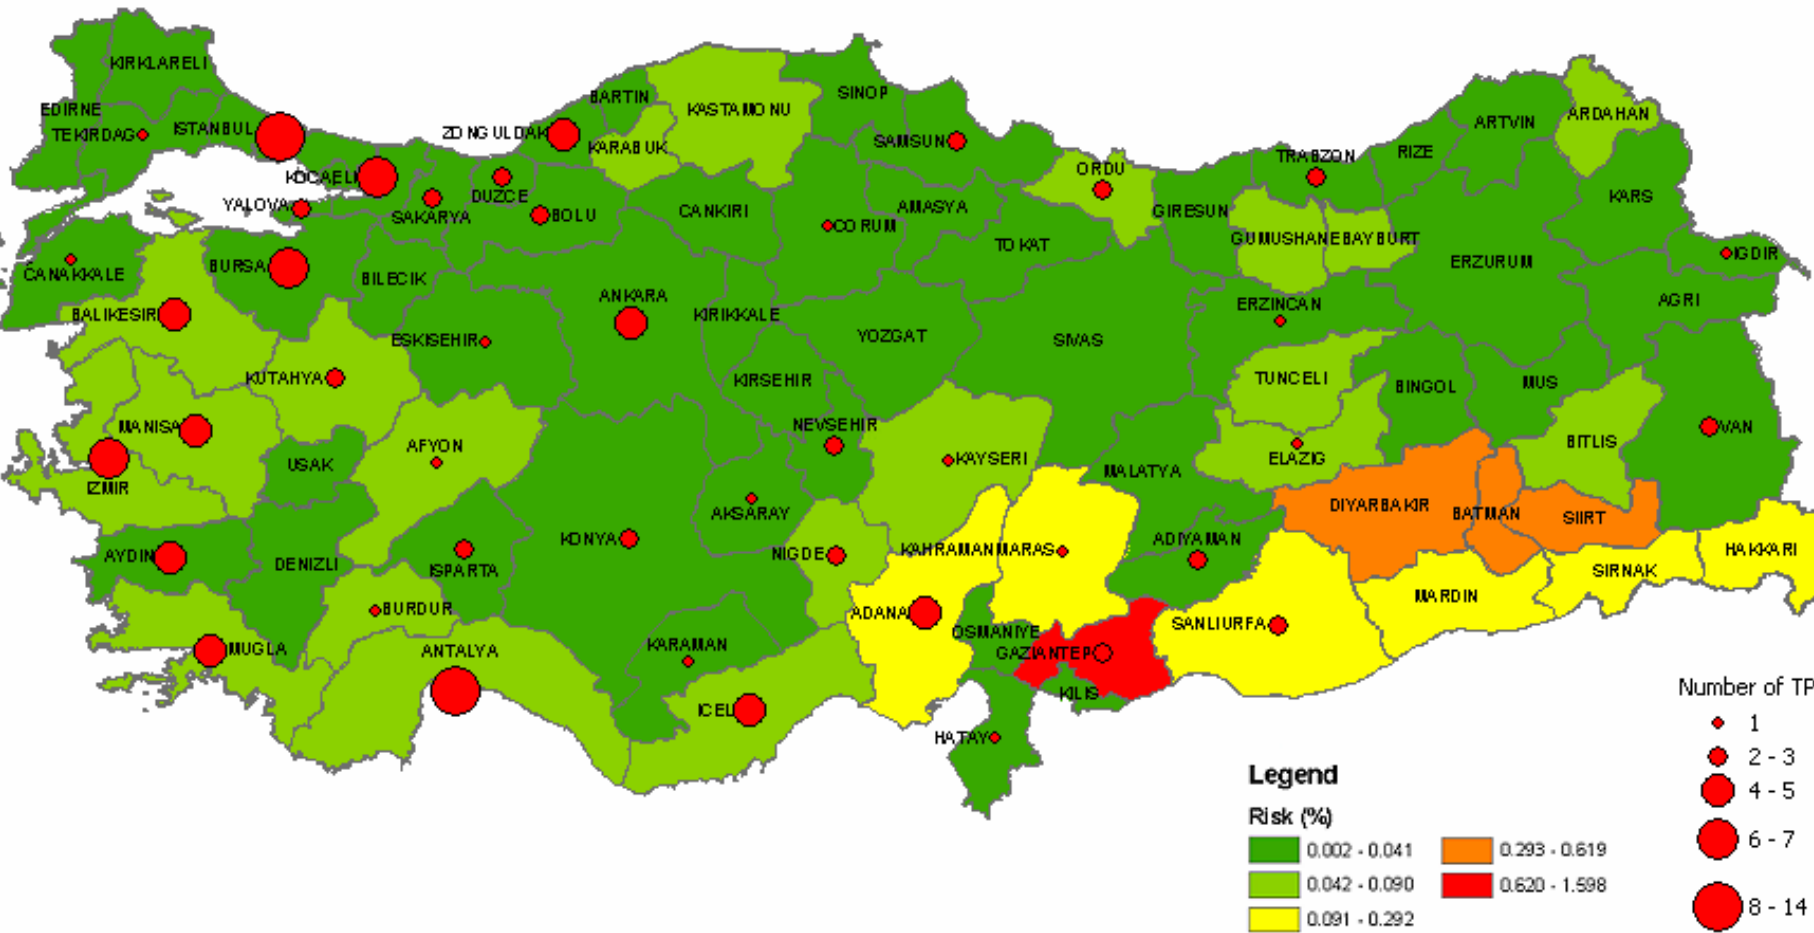 KIRKLARELI
EDIRNE
TEKIRDAG
ISTANBUL
KOCAELI
YALOVA
SAKARYA
DUZCE
BOLU
ZONGULDAK
BARTIN
KARABUK
KASTAMONU
SINOP
SAMSUN
CANKIRI
CORUM
AMASYA
TOKAT
ORDU
GIRESUN
TRABZON
RIZE
ARTVIN
ARDAHAN
KARS
GUMUSHANE
BAYBURT
ERZURUM
IGDIR
AGRI
CANAKKALE
BURSA
BILECIK
BALIKESIR
ESKISEHIR
ANKARA
KIRIKKALE
YOZGAT
SIVAS
ERZINCAN
TUNCELI
BINGOL
MUS
KUTAHYA
KIRSEHIR
MANISA
AFYON
NEVSEHIR
KAYSERI
MALATYA
ELAZIG
BITLIS
VAN
IZMIR
USAK
AKSARAY
DIYARBAKIR
BATMAN
SIIRT
AYDIN
DENIZLI
ISPARTA
KONYA
NIGDE
KAHRAMANMARAS
ADIYAMAN
HAKKARI
SIRNAK
MARDIN
BURDUR
ADANA
OSMANIYE
SANLIURFA
MUGLA
ANTALYA
KARAMAN
GAZIANTEP
KILIS
ICEL
HATAY
Legend
Risk (%)
0.002 - 0.041
0.042 - 0.090
0.091 - 0.292
0.293 - 0.619
0.620 - 1.598
Number of TP
1
2 - 3
4 - 5
6 - 7
8 - 14